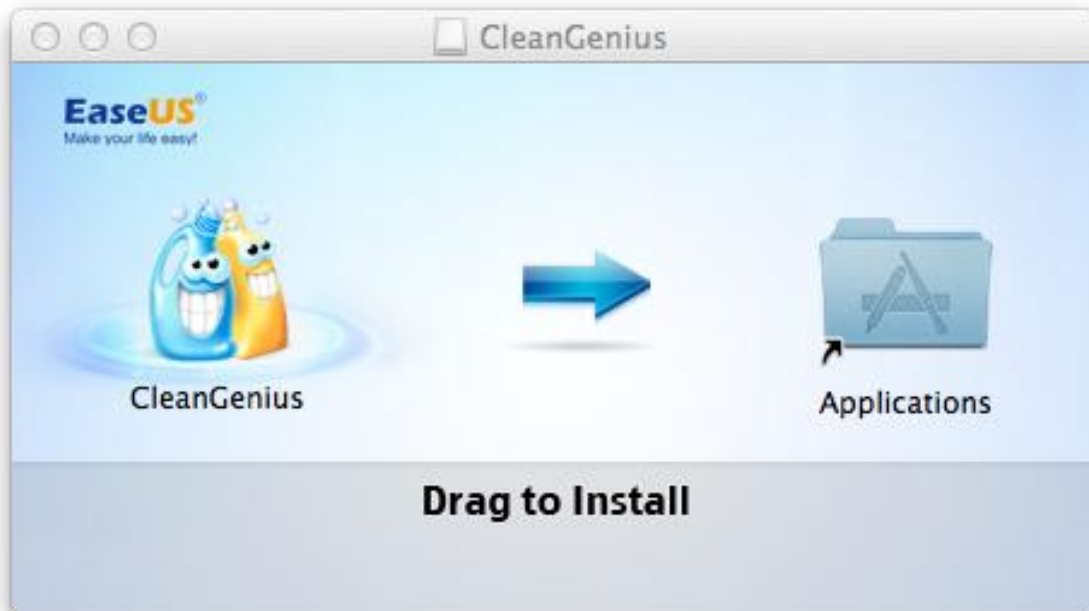 CleanGenius
EaseUS®
Make your life easy!
CleanGenius
Applications
Drag to Install